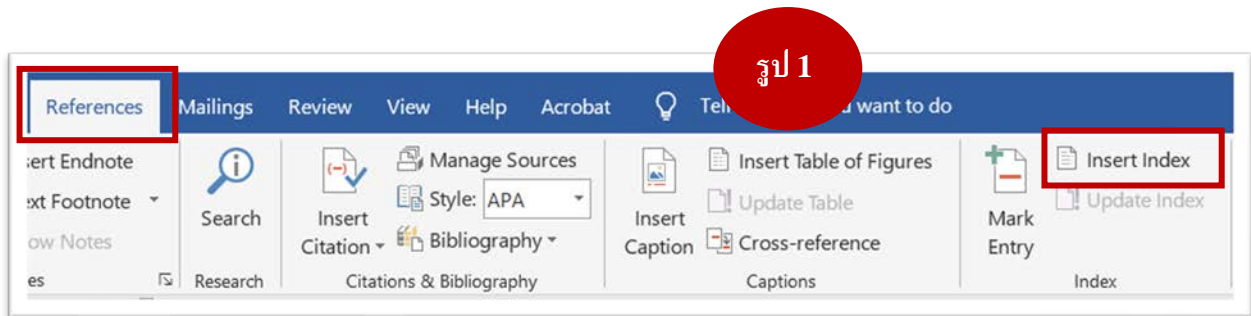 รูป 1
References Mailings Review View Help Acrobat Tell want to do
sert Endnote Manage Sources Insert Table of Figures Insert Index
ext Footnote Search Insert Style: APA Insert Update Table Mark Update Index
ow Notes Citation Bibliography Caption Cross-reference Entry
es Research Citations & Bibliography Captions Index